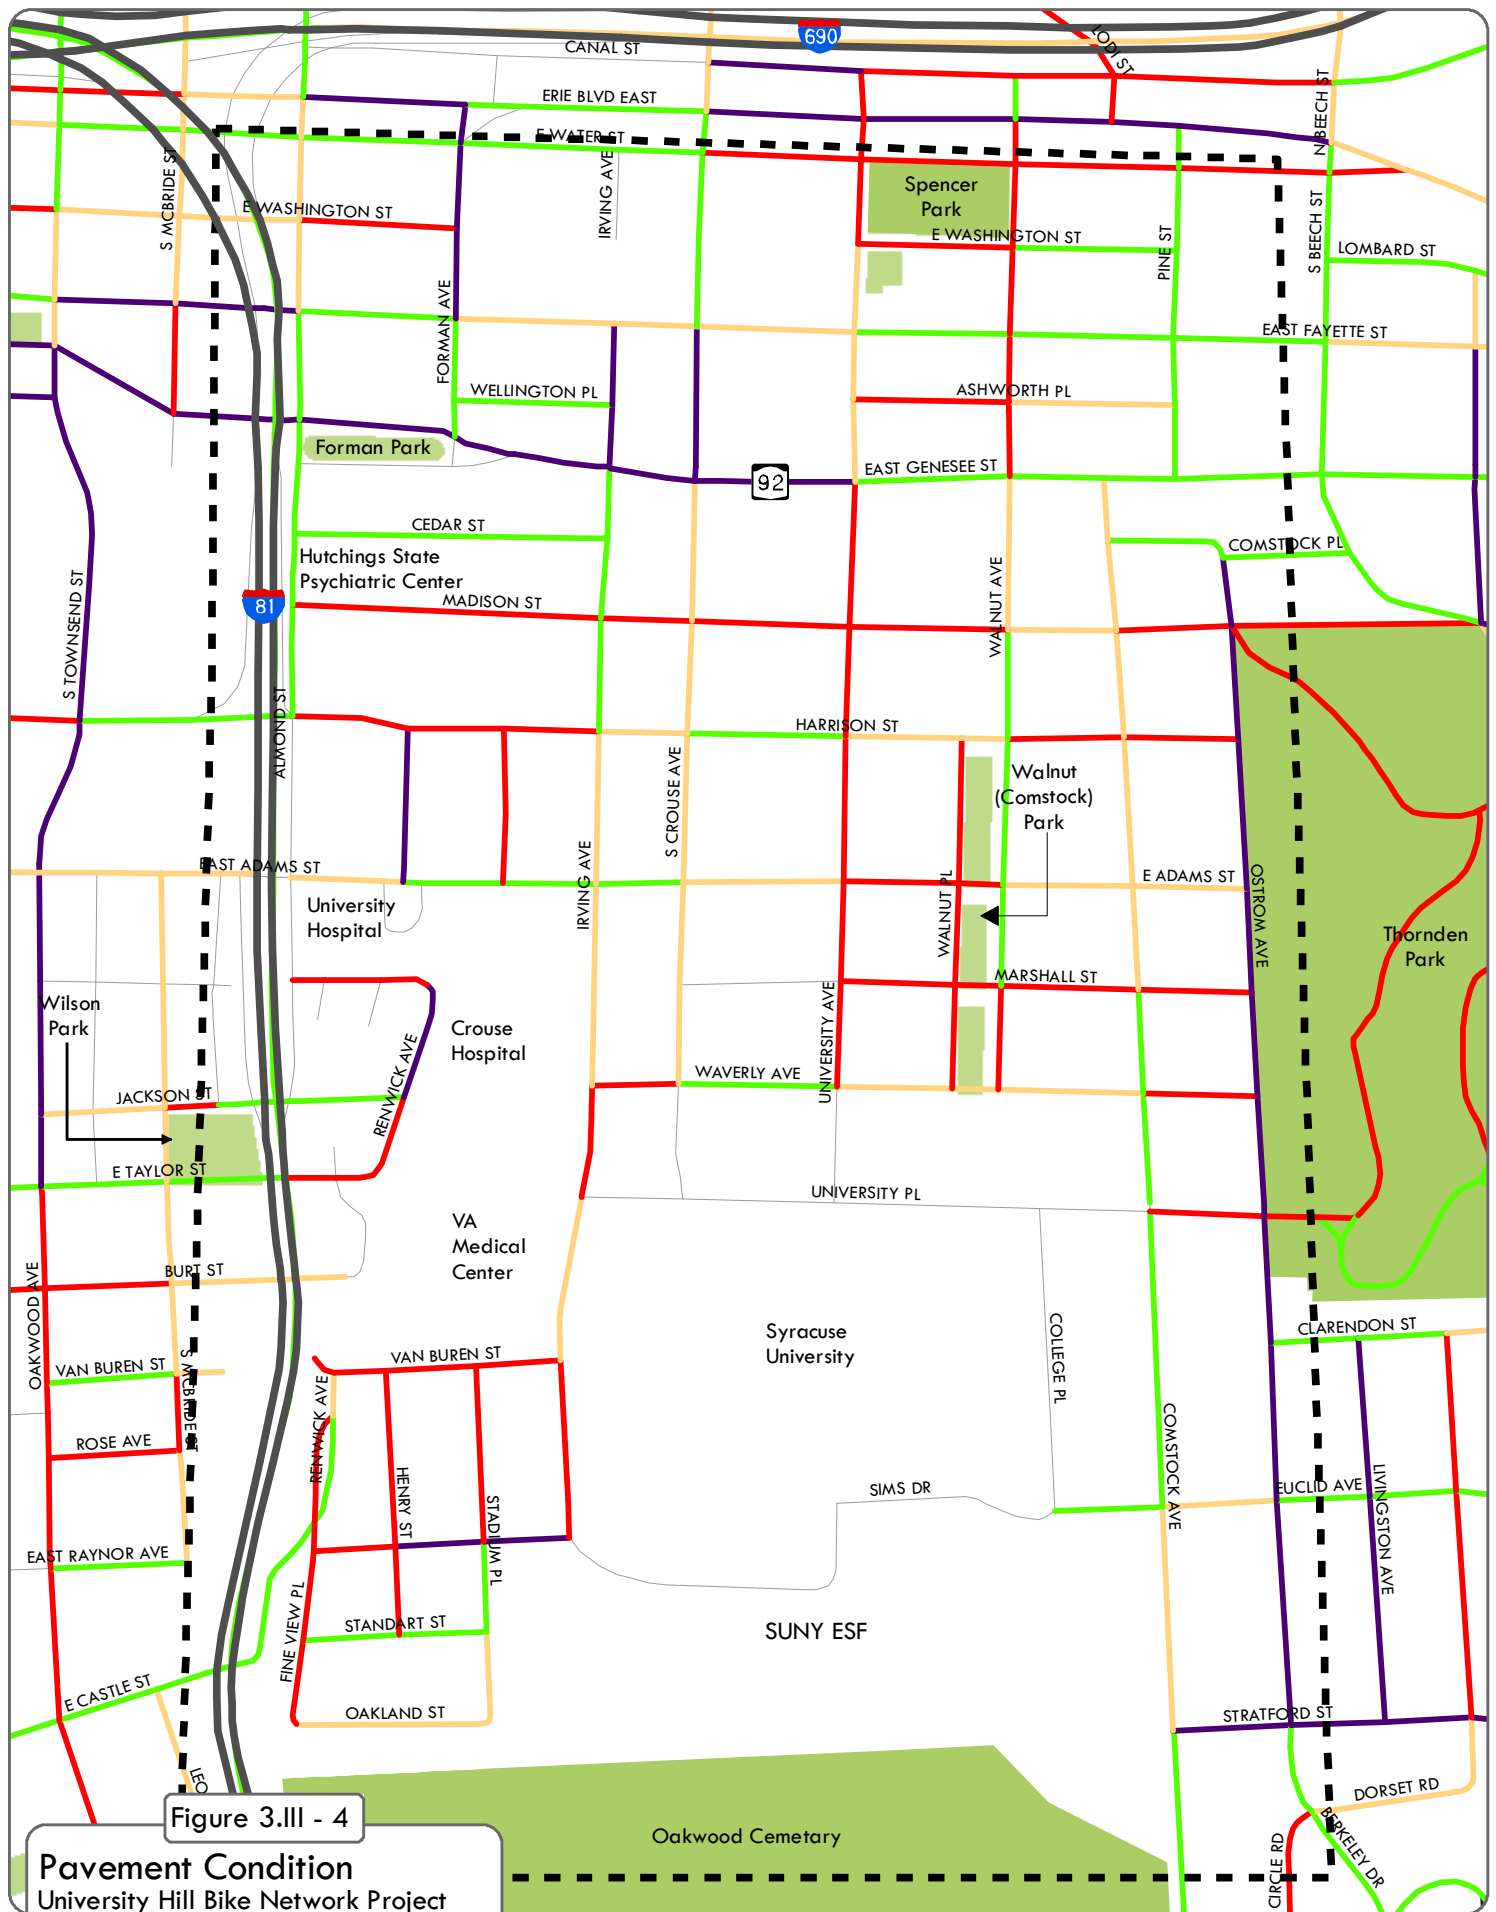 690
LODI ST
CANAL ST
N BEECH ST
ERIE BLVD EAST
E WATER ST
IRVING AVE
S MCBRIDE ST
Spencer
Park
E WASHINGTON ST
E WASHINGTON ST
PINE ST
S BEECH ST
LOMBARD ST
FORMAN AVE
EAST FAYETTE ST
WELLINGTON PL
ASHWORTH PL
Forman Park
EAST GENESEE ST
92
CEDAR ST
COMSTOCK PL
Hutchings State
Psychiatric Center
WALNUT AVE
S TOWNSEND ST
81
MADISON ST
ALMOND ST
HARRISON ST
S CROUSE AVE
Walnut
(Comstock)
Park
EAST ADAMS ST
IRVING AVE
E ADAMS ST
WALNUT PL
OSTROM AVE
University
Hospital
Thornden
Park
MARSHALL ST
UNIVERSITY AVE
Wilson
Park
Crouse
Hospital
RENWICK AVE
WAVERLY AVE
JACKSON ST
E TAYLOR ST
UNIVERSITY PL
VA
Medical
Center
BURT ST
OAKWOOD AVE
Syracuse
University
COLLEGE PL
CLARENDON ST
VAN BUREN ST
VAN BUREN ST
S MCBRIDE ST
RENWICK AVE
ROSE AVE
COMSTOCK AVE
HENRY ST
STADIUM PL
SIMS DR
EUCLID AVE
LIVINGSTON AVE
EAST RAYNOR AVE
FINE VIEW PL
STANDART ST
SUNY ESF
E CASTLE ST
OAKLAND ST
STRATFORD ST
LEO
DORSET RD
BERKELEY DR
CIRCLE RD
Oakwood Cemetary
Figure 3.III - 4
Pavement Condition
University Hill Bike Network Project